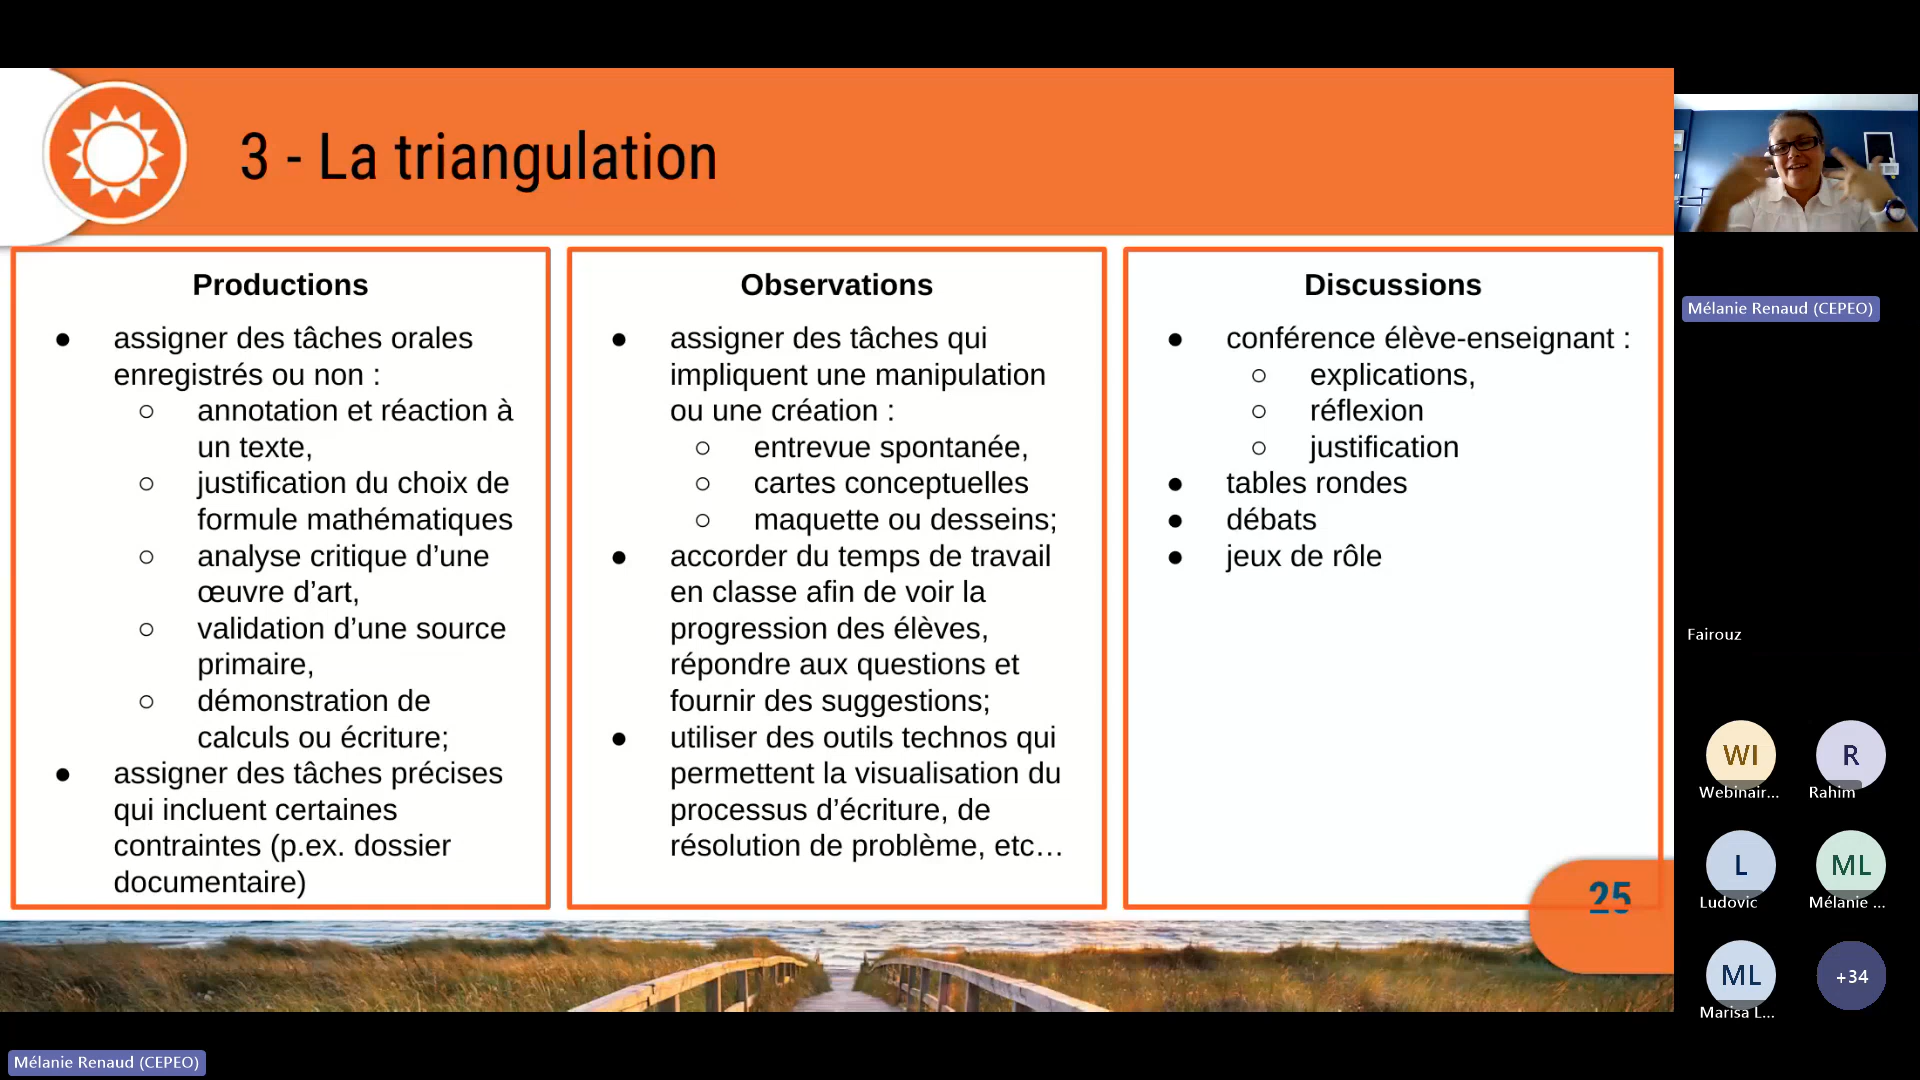 3 - La triangulation
Productions
● assigner des tâches orales
enregistrés ou non :
○ annotation et réaction à
un texte,
○ justification du choix de
formule mathématiques
○ analyse critique d’une
œuvre d’art,
○ validation d’une source
primaire,
○ démonstration de
calculs ou écriture;
● assigner des tâches précises
qui incluent certaines
contraintes (p.ex. dossier
documentaire)
Observations
● assigner des tâches qui
impliquent une manipulation
ou une création :
○ entrevue spontanée,
○ cartes conceptuelles
○ maquette ou desseins;
● accorder du temps de travail
en classe afin de voir la
progression des élèves,
répondre aux questions et
fournir des suggestions;
● utiliser des outils technos qui
permettent la visualisation du
processus d’écriture, de
résolution de problème, etc…
Discussions
● conférence élève-enseignant :
○ explications,
○ réflexion
○ justification
● tables rondes
● débats
● jeux de rôle
25
Mélanie Renaud (CEPEO)
Fairouz
WI
Webinair...
R
Rahim
L
Ludovic
ML
Mélanie ...
ML
Marisa L...
+34
Mélanie Renaud (CEPEO)